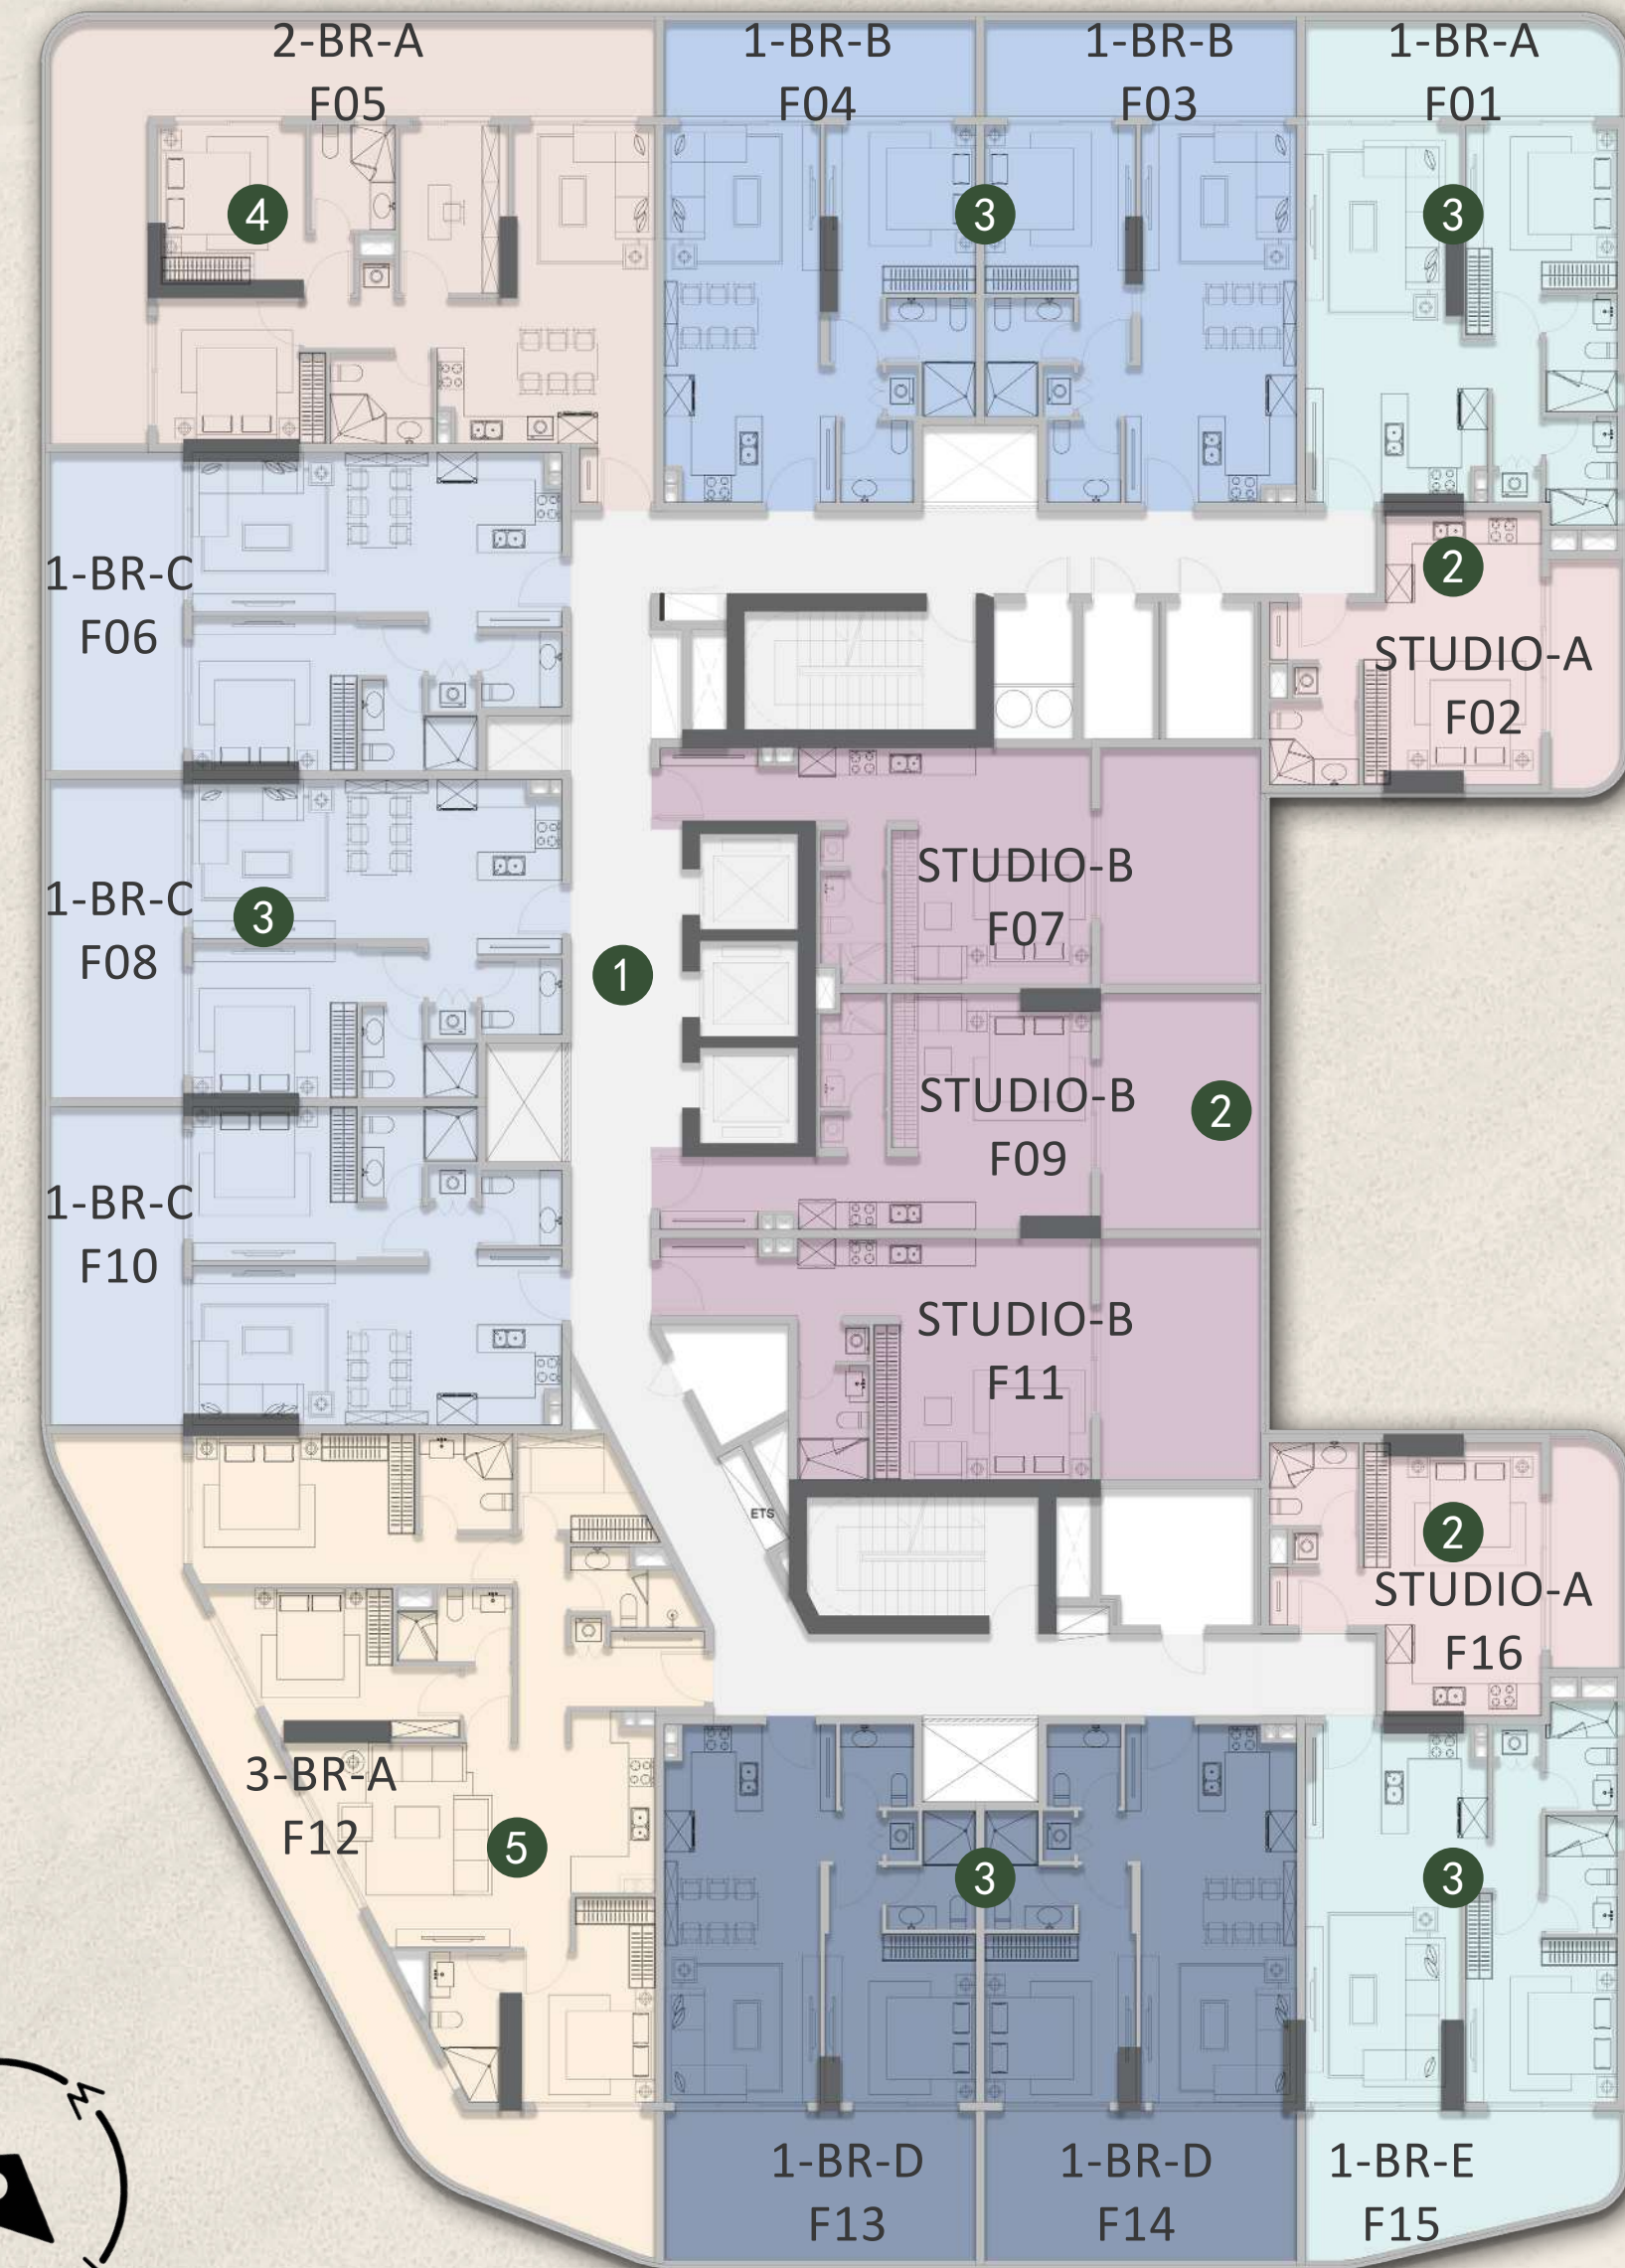 2-BR-A
F05
1-BR-B
F04
1-BR-B
F03
1-BR-A
F01
4
3
3
1-BR-C
F06
2
STUDIO-A
F02
1-BR-C
F08
3
1
STUDIO-B
F07
STUDIO-B
F09
2
1-BR-C
F10
STUDIO-B
F11
ETS
2
STUDIO-A
F16
3-BR-A
F12
5
3
3
1-BR-D
F13
1-BR-D
F14
1-BR-E
F15
N